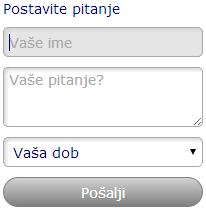 Postavite pitanje
Vaše ime
Vaše pitanje?
Vaša dob
Pošalji